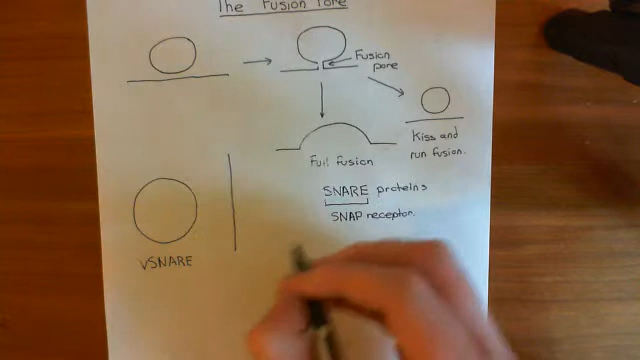 The Fusion Pore
Fusion
pore
Kiss and
run fusion.
Full fusion
SNARE proteins
SNAP receptor.
vSNARE